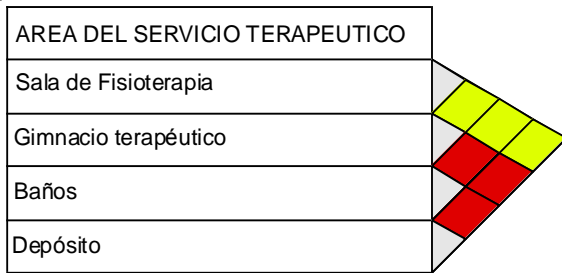 AREA DEL SERVICIO TERAPEUTICO
Sala de Fisioterapia
Gimnacio terapéutico
Baños
Depósito